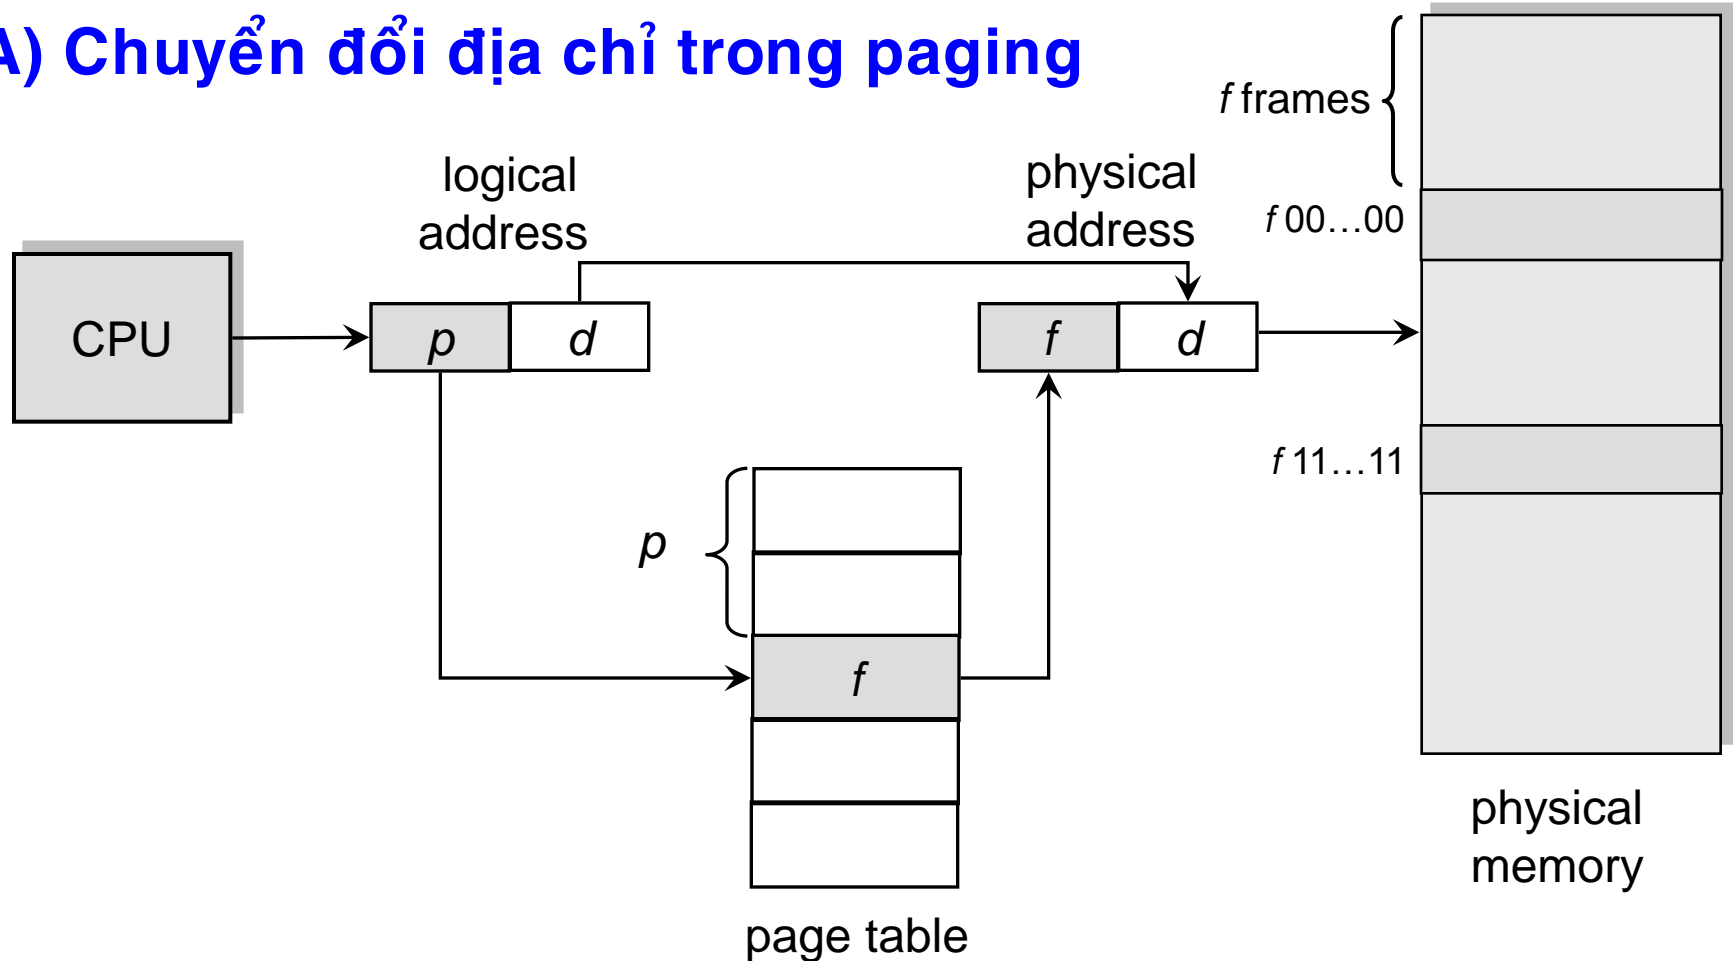 A) Chuyển đổi địa chỉ trong paging
f frames
logical
address
physical
address
f 00...00
CPU
p
d
f
d
f 11...11
p
f
physical
memory
page table